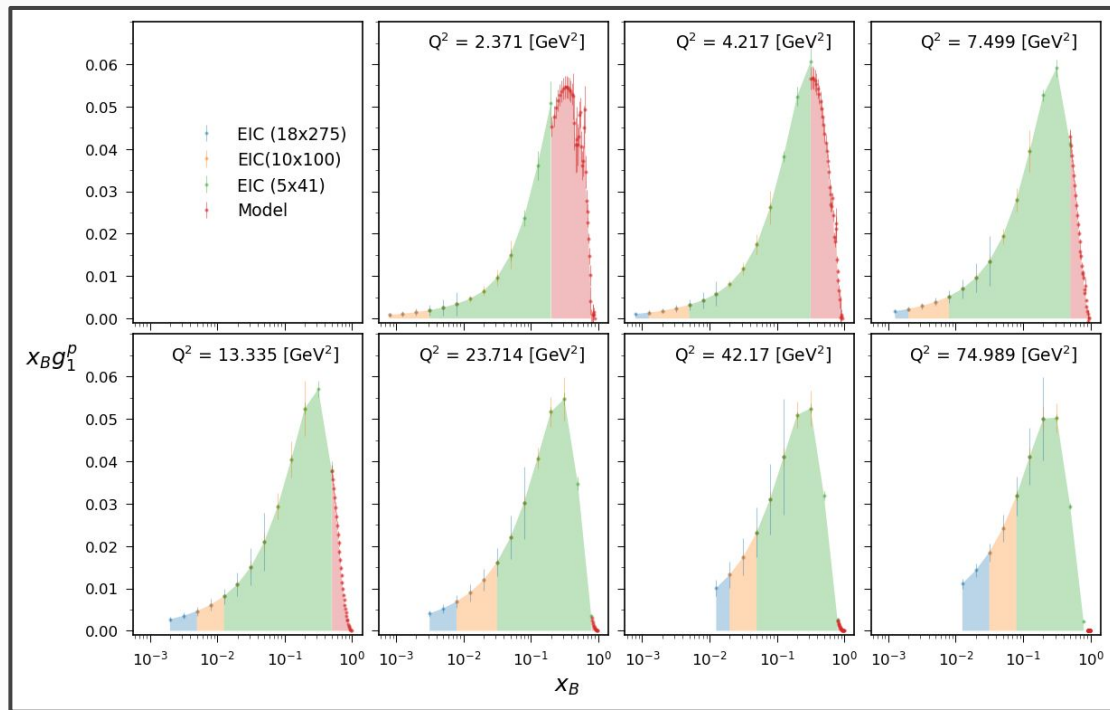 Q² = 2.371 [GeV²]
Q² = 4.217 [GeV²]
Q² = 7.499 [GeV²]
0.06
0.05
0.04
0.03
0.02
0.01
0.00
EIC (18x275)
EIC(10x100)
EIC (5x41)
Model
x_B g_1^p
Q² = 13.335 [GeV²]
Q² = 23.714 [GeV²]
Q² = 42.17 [GeV²]
Q² = 74.989 [GeV²]
0.06
0.05
0.04
0.03
0.02
0.01
0.00
10⁻³ 10⁻² 10⁻¹ 10⁰
10⁻³ 10⁻² 10⁻¹ 10⁰
10⁻³ 10⁻² 10⁻¹ 10⁰
10⁻³ 10⁻² 10⁻¹ 10⁰
x_B